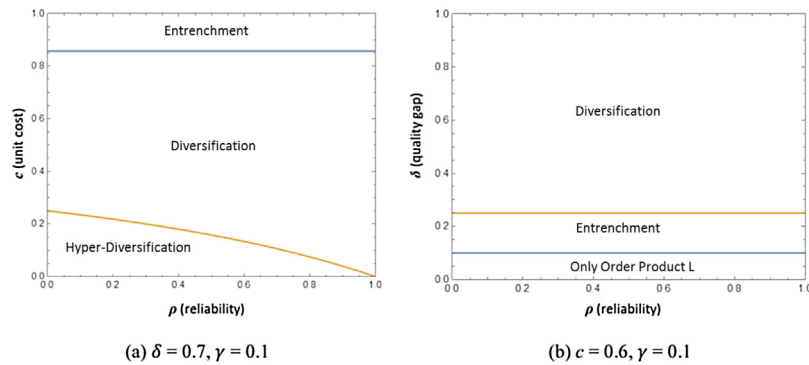 1.0
0.8
0.6
0.4
0.2
0.0
c (unit cost)
Entrenchment
Diversification
Hyper-Diversification
0.0 0.2 0.4 0.6 0.8 1.0
ρ (reliability)
(a) δ = 0.7, γ = 0.1
1.0
0.8
0.6
0.4
0.2
0.0
δ (quality gap)
Diversification
Entrenchment
Only Order Product L
0.0 0.2 0.4 0.6 0.8 1.0
ρ (reliability)
(b) c = 0.6, γ = 0.1